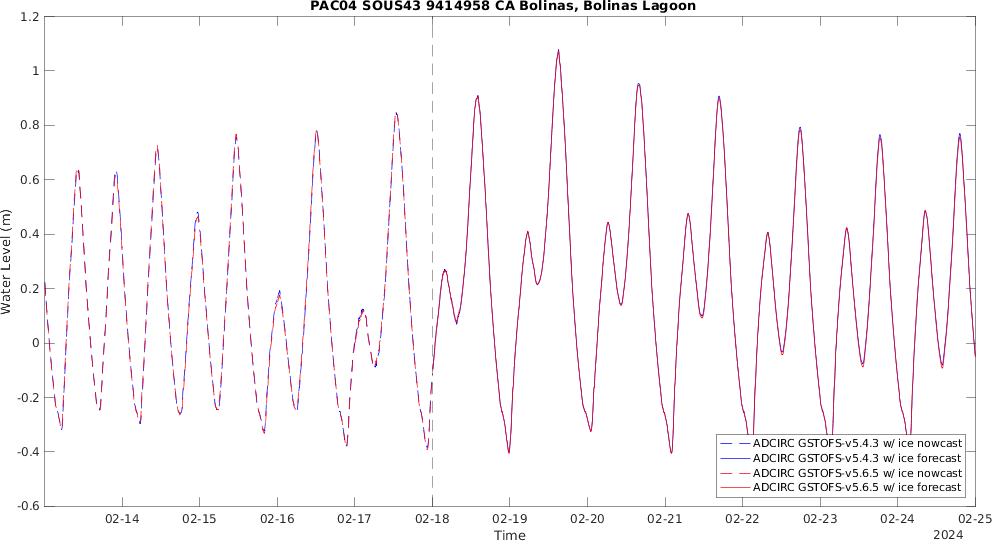 PAC04 SOUS43 9414958 CA Bolinas, Bolinas Lagoon
1.2
1
0.8
0.6
0.4
0.2
0
-0.2
-0.4
-0.6
Water Level (m)
ADCIRC GSTOFS-v5.4.3 w/ ice nowcast
ADCIRC GSTOFS-v5.4.3 w/ ice forecast
ADCIRC GSTOFS-v5.6.5 w/ ice nowcast
ADCIRC GSTOFS-v5.6.5 w/ ice forecast
02-14 02-15 02-16 02-17 02-18 02-19 02-20 02-21 02-22 02-23 02-24 02-25
Time
2024